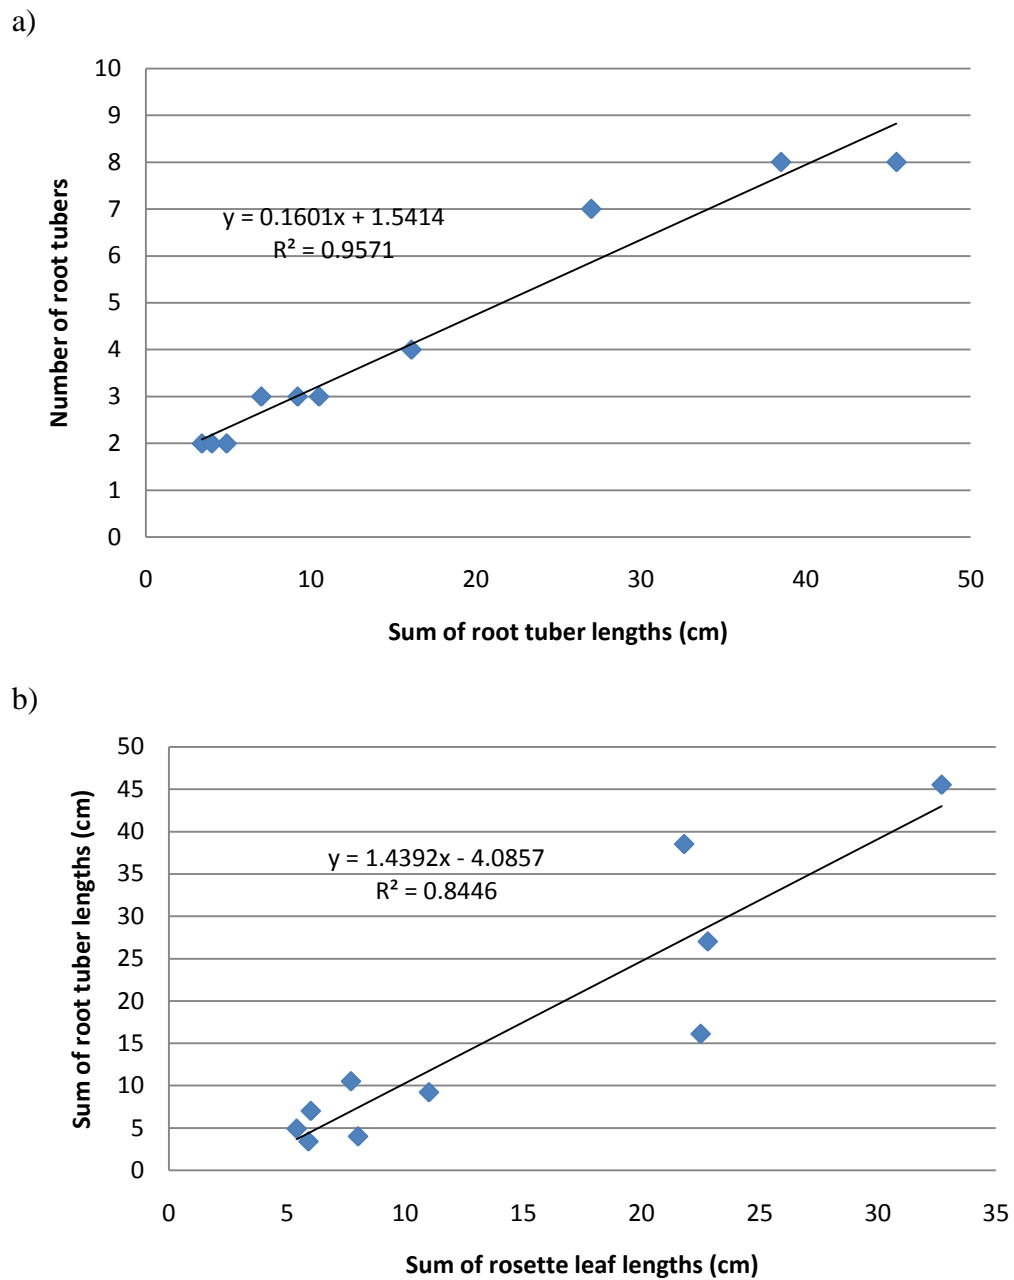 a)
10
9
8
7
6
5
4
3
2
1
0
Number of root tubers
y = 0.1601x + 1.5414
R² = 0.9571
0 10 20 30 40 50
Sum of root tuber lengths (cm)
b)
50
45
40
35
30
25
20
15
10
5
0
Sum of root tuber lengths (cm)
y = 1.4392x - 4.0857
R² = 0.8446
0 5 10 15 20 25 30 35
Sum of rosette leaf lengths (cm)